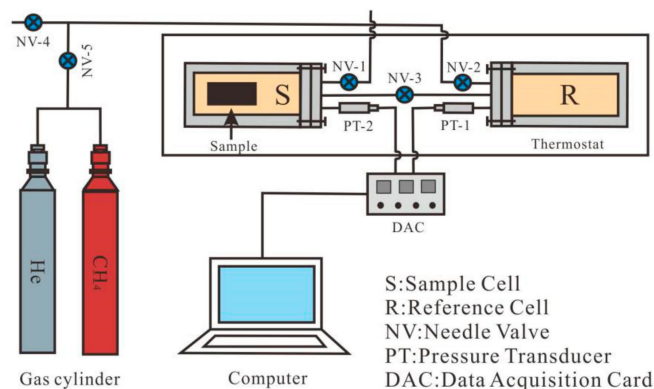 NV-4
NV-5
NV-1
NV-2
NV-3
S
R
PT-2
PT-1
Sample
Thermostat
DAC
He
CH₄
S:Sample Cell
R:Reference Cell
NV:Needle Valve
PT:Pressure Transducer
DAC:Data Acquisition Card
Gas cylinder
Computer